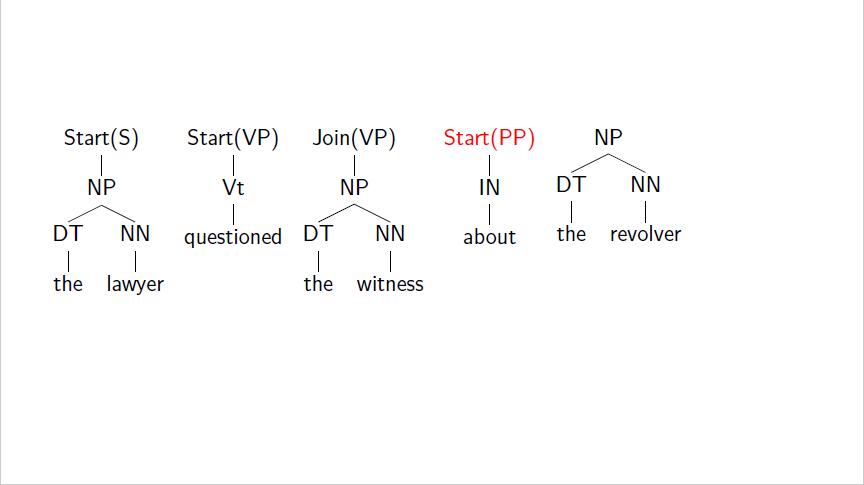 Start(S) Start(VP) Join(VP) Start(PP) NP
NP Vt NP IN DT NN
DT NN questioned DT NN about the revolver
the lawyer the witness